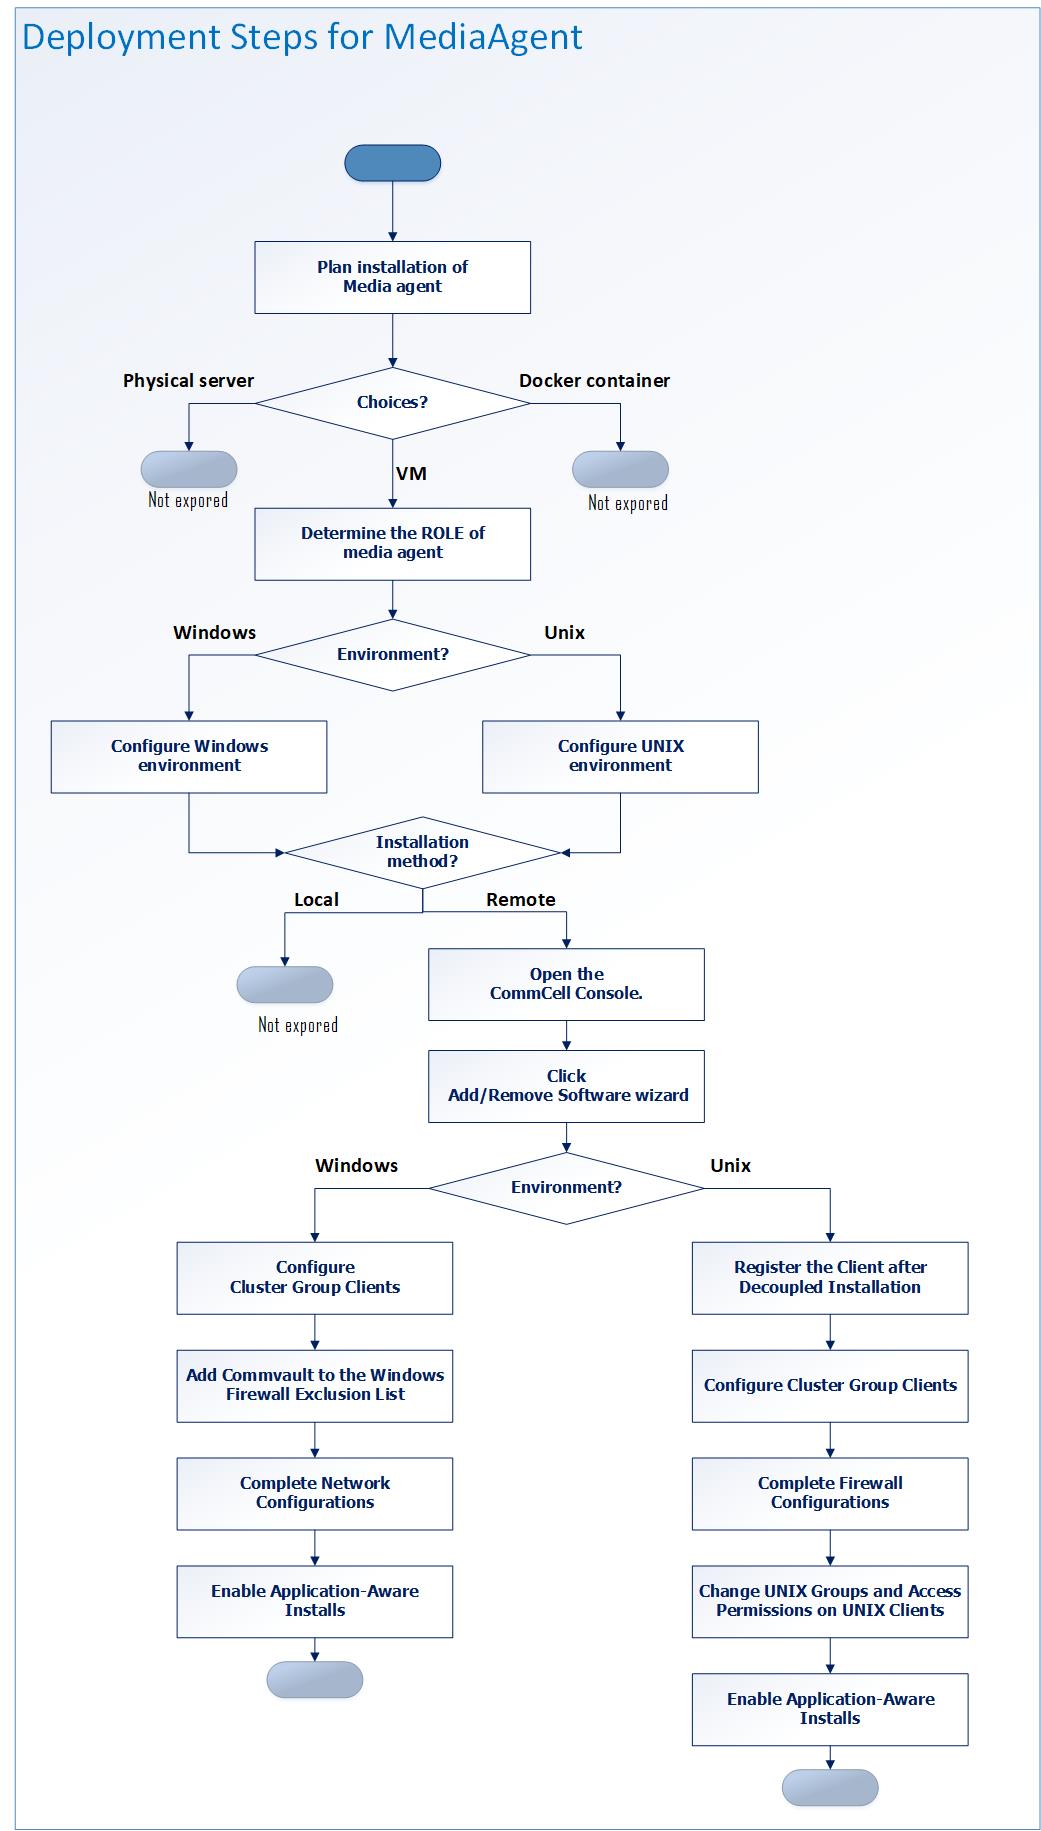 Deployment Steps for MediaAgent
Plan installation of
Media agent
Physical server
Docker container
Choices?
Not expored
VM
Not expored
Determine the ROLE of
media agent
Windows
Unix
Environment?
Configure Windows
environment
Configure UNIX
environment
Installation
method?
Local
Remote
Open the
CommCell Console.
Not expored
Click
Add/Remove Software wizard
Windows
Unix
Environment?
Configure
Cluster Group Clients
Add Commvault to the Windows
Firewall Exclusion List
Complete Network
Configurations
Enable Application-Aware
Installs
Register the Client after
Decoupled Installation
Configure Cluster Group Clients
Complete Firewall
Configurations
Change UNIX Groups and Access
Permissions on UNIX Clients
Enable Application-Aware
Installs